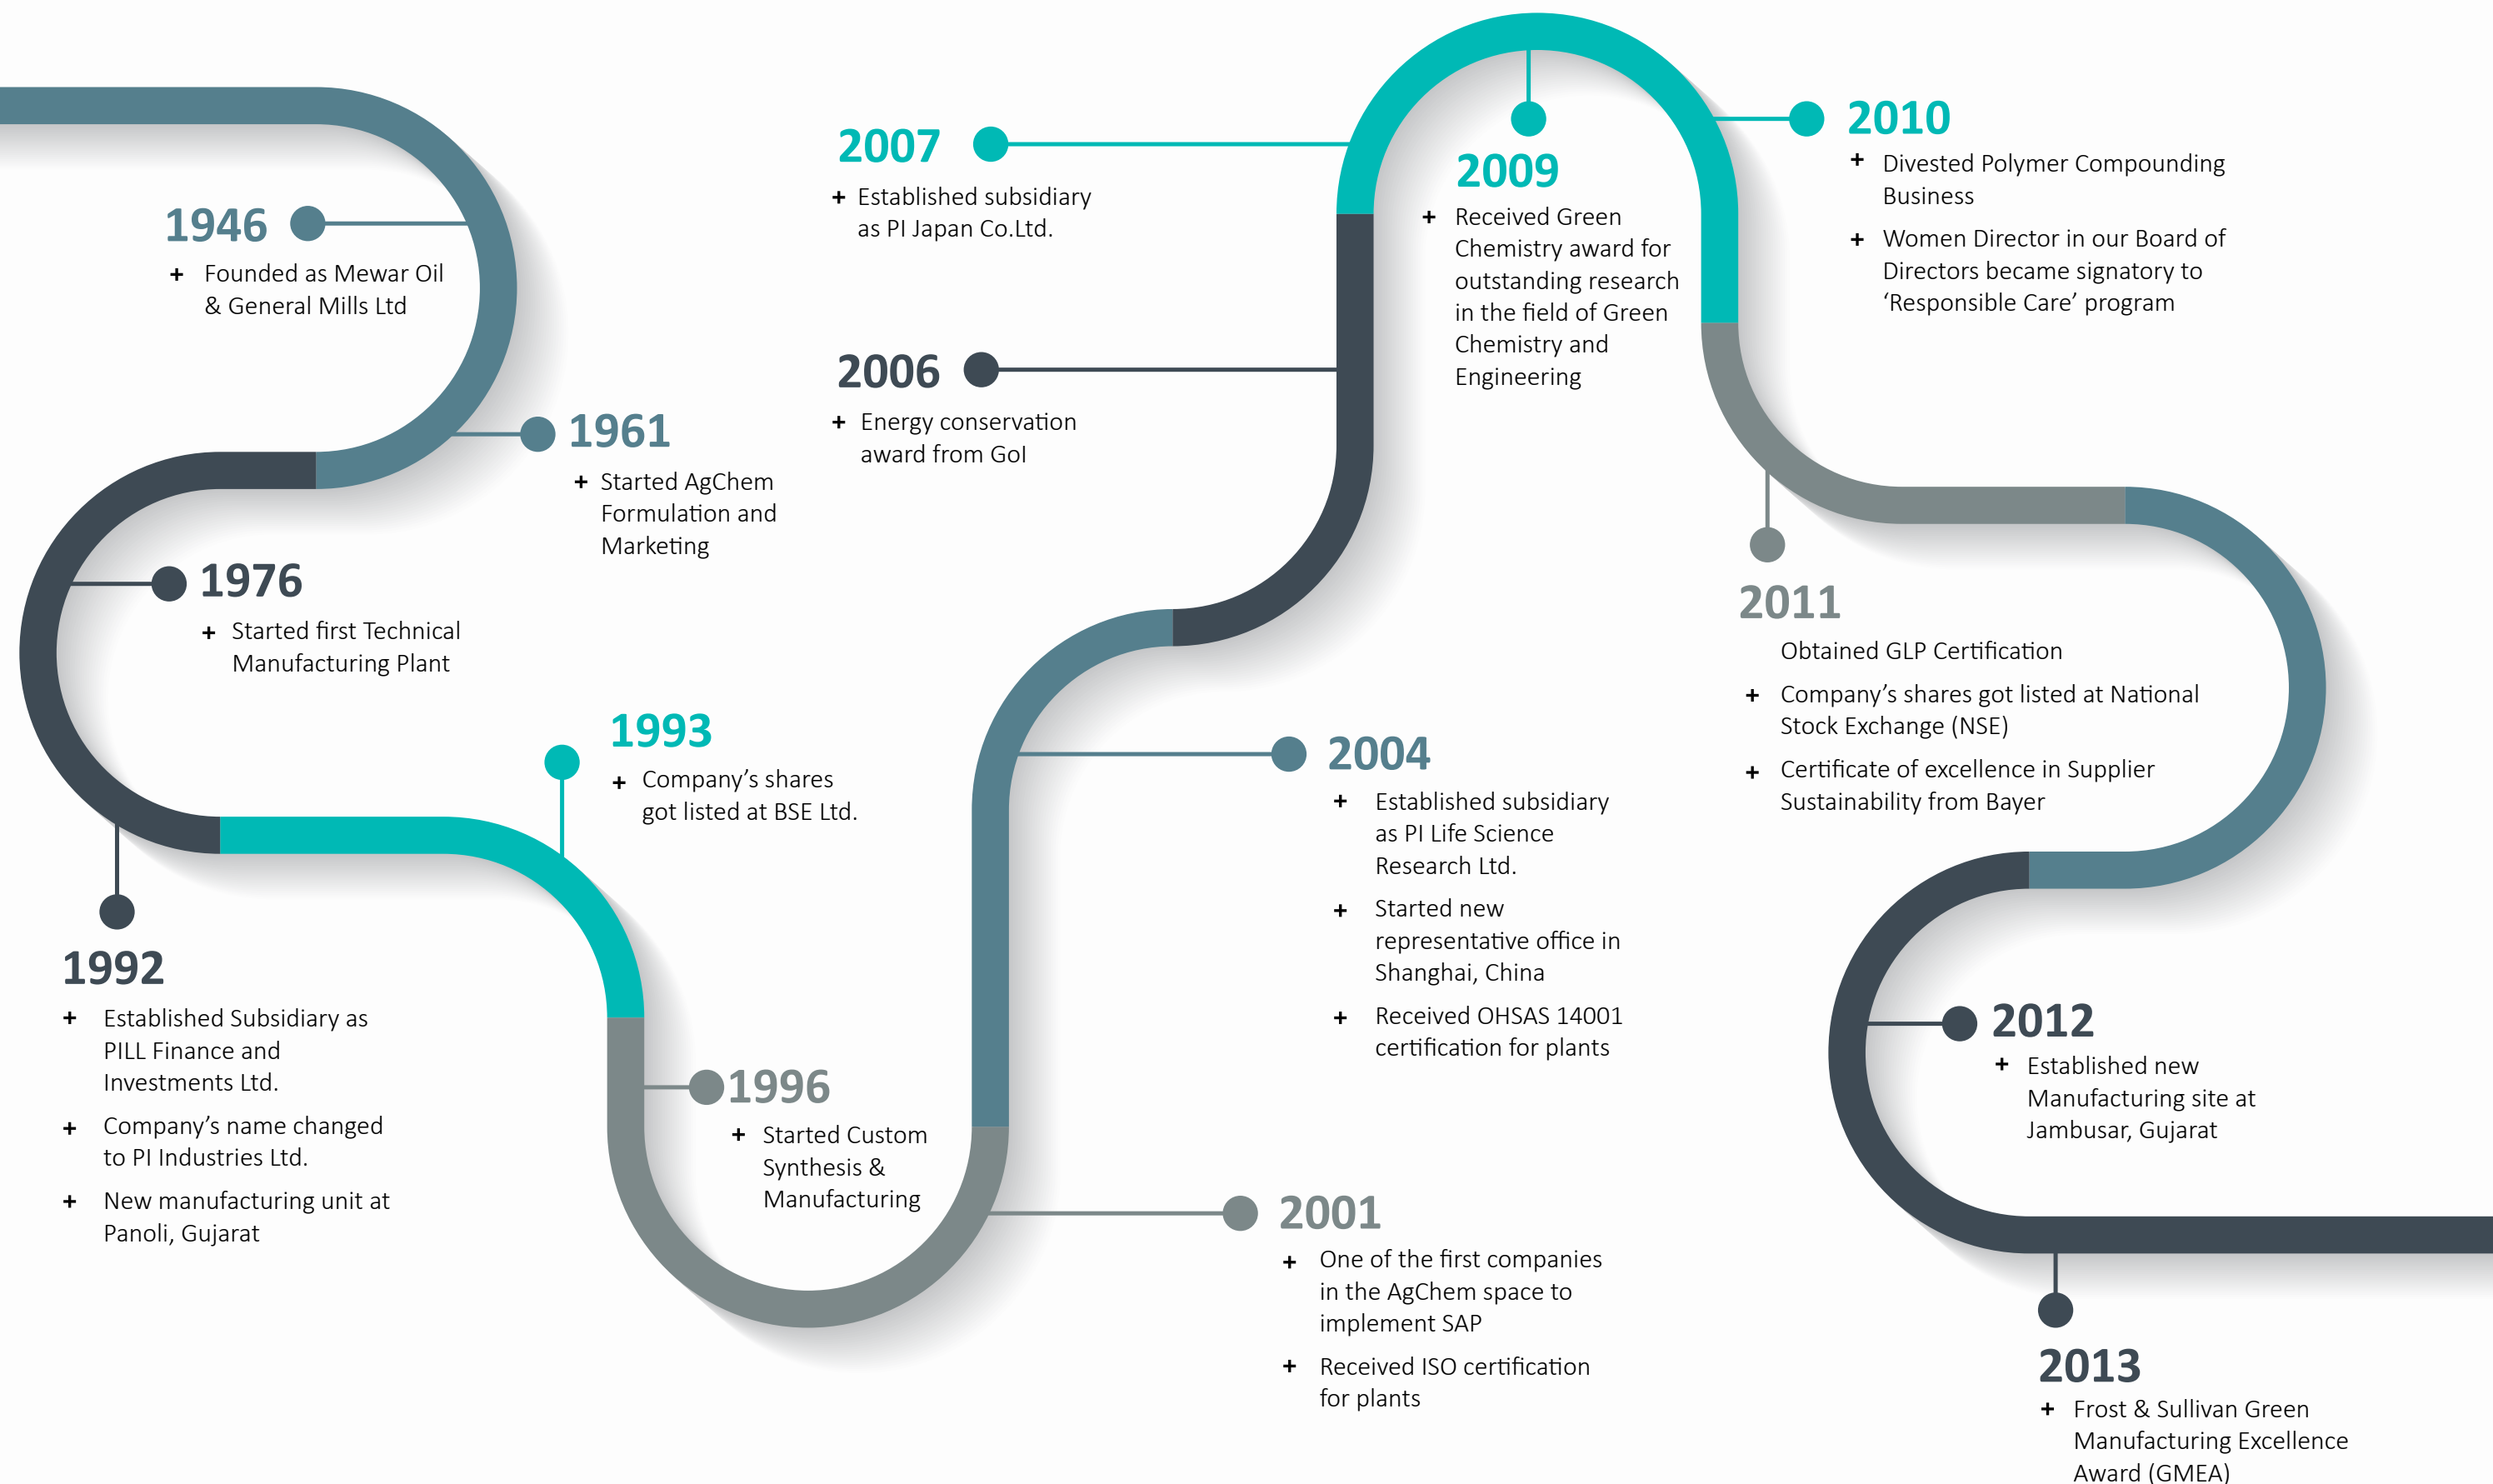 1946
+ Founded as Mewar Oil
& General Mills Ltd
1961
+ Started AgChem
Formulation and
Marketing
1976
+ Started first Technical
Manufacturing Plant
1992
+ Established Subsidiary as
PILL Finance and
Investments Ltd.
+ Company’s name changed
to PI Industries Ltd.
+ New manufacturing unit at
Panoli, Gujarat
1993
+ Company’s shares
got listed at BSE Ltd.
1996
+ Started Custom
Synthesis &
Manufacturing
2001
+ One of the first companies
in the AgChem space to
implement SAP
+ Received ISO certification
for plants
2004
+ Established subsidiary
as PI Life Science
Research Ltd.
+ Started new
representative office in
Shanghai, China
+ Received OHSAS 14001
certification for plants
2006
+ Energy conservation
award from GoI
2007
+ Established subsidiary
as PI Japan Co.Ltd.
2009
+ Received Green
Chemistry award for
outstanding research
in the field of Green
Chemistry and
Engineering
2010
+ Divested Polymer Compounding
Business
+ Women Director in our Board of
Directors became signatory to
‘Responsible Care’ program
2011
Obtained GLP Certification
+ Company’s shares got listed at National
Stock Exchange (NSE)
+ Certificate of excellence in Supplier
Sustainability from Bayer
2012
+ Established new
Manufacturing site at
Jambusar, Gujarat
2013
+ Frost & Sullivan Green
Manufacturing Excellence
Award (GMEA)